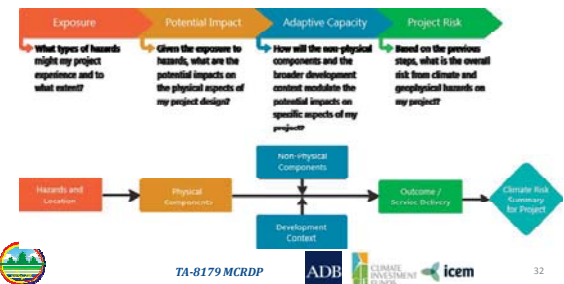 Exposure
Potential Impact
Adaptive Capacity
Project Risk
What types of hazards
might my project
experience and to
what extent?
Given the exposure to
hazards, what are the
potential impacts on
the physical aspects of
my project design?
How will the non-physical
components and the
broader development
context modulate the
potential impacts on
specific aspects of my
project?
Based on the previous
steps, what is the overall
risk from climate and
geophysical hazards on
my project?
Non-Physical
Components
Hazards and
Location
Physical
Components
Outcome /
Service Delivery
Climate Risk
Summary
for Project
Development
Context
TA-8179 MCRDP
ADB
CLIMATE
INVESTMENT
FUNDS
icem
32